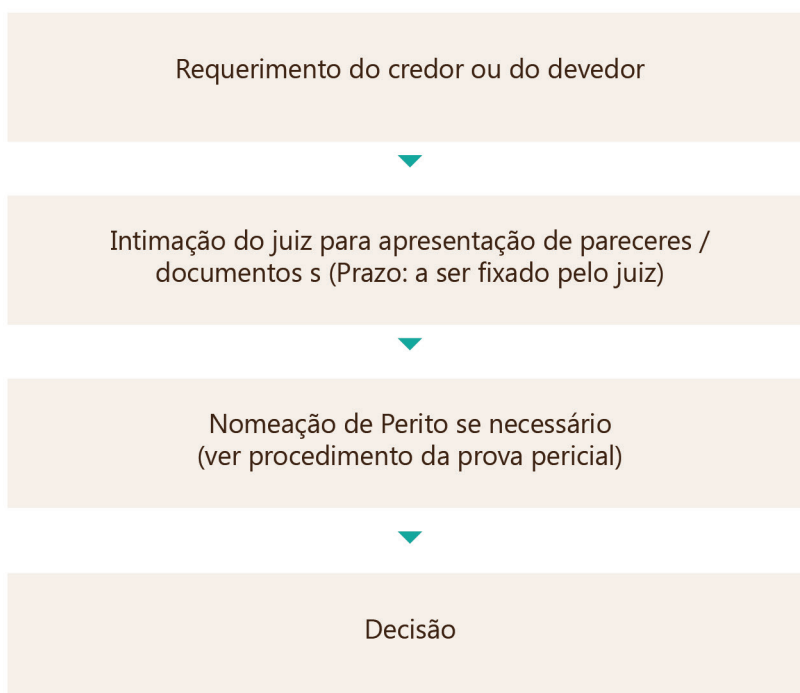 Requerimento do credor ou do devedor
Intimação do juiz para apresentação de pareceres /
documentos s (Prazo: a ser fixado pelo juiz)
Nomeação de Perito se necessário
(ver procedimento da prova pericial)
Decisão